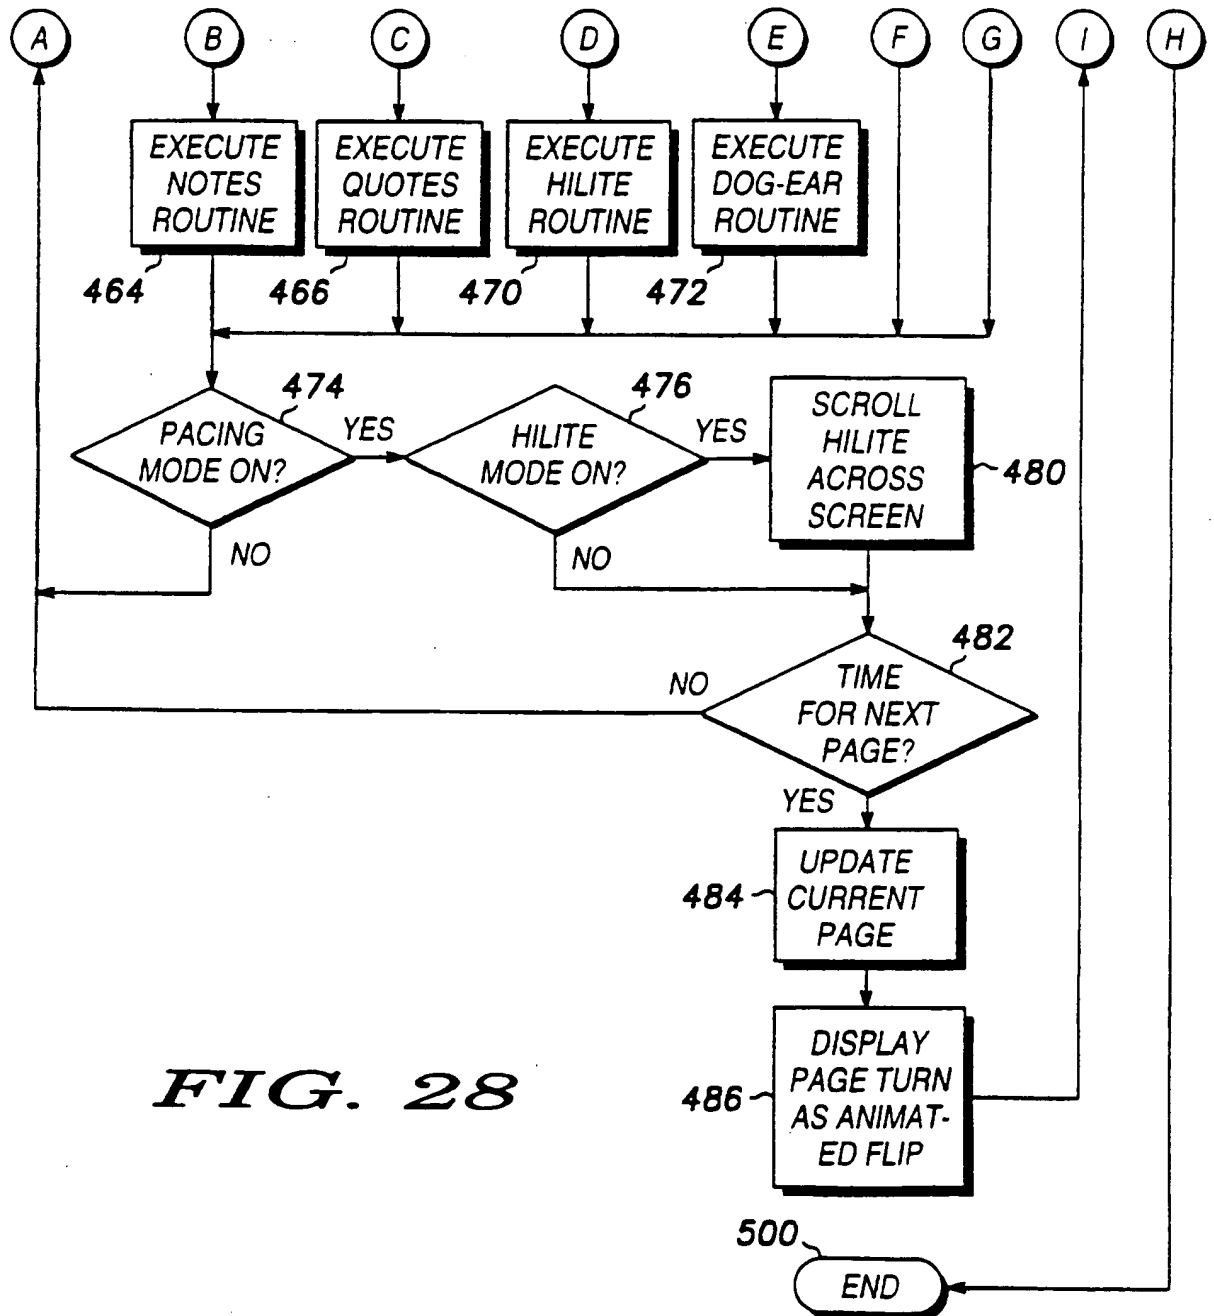 A B C D E F G I H
EXECUTE
NOTES
ROUTINE
464
EXECUTE
QUOTES
ROUTINE
466
EXECUTE
HILITE
ROUTINE
470
EXECUTE
DOG-EAR
ROUTINE
472
474
PACING
MODE ON?
YES
NO
476
HILITE
MODE ON?
YES
NO
SCROLL
HILITE
ACROSS
SCREEN
480
482
TIME
FOR NEXT
PAGE?
NO
YES
UPDATE
CURRENT
PAGE
484
DISPLAY
PAGE TURN
AS ANIMAT-
ED FLIP
486
FIG. 28
500
END